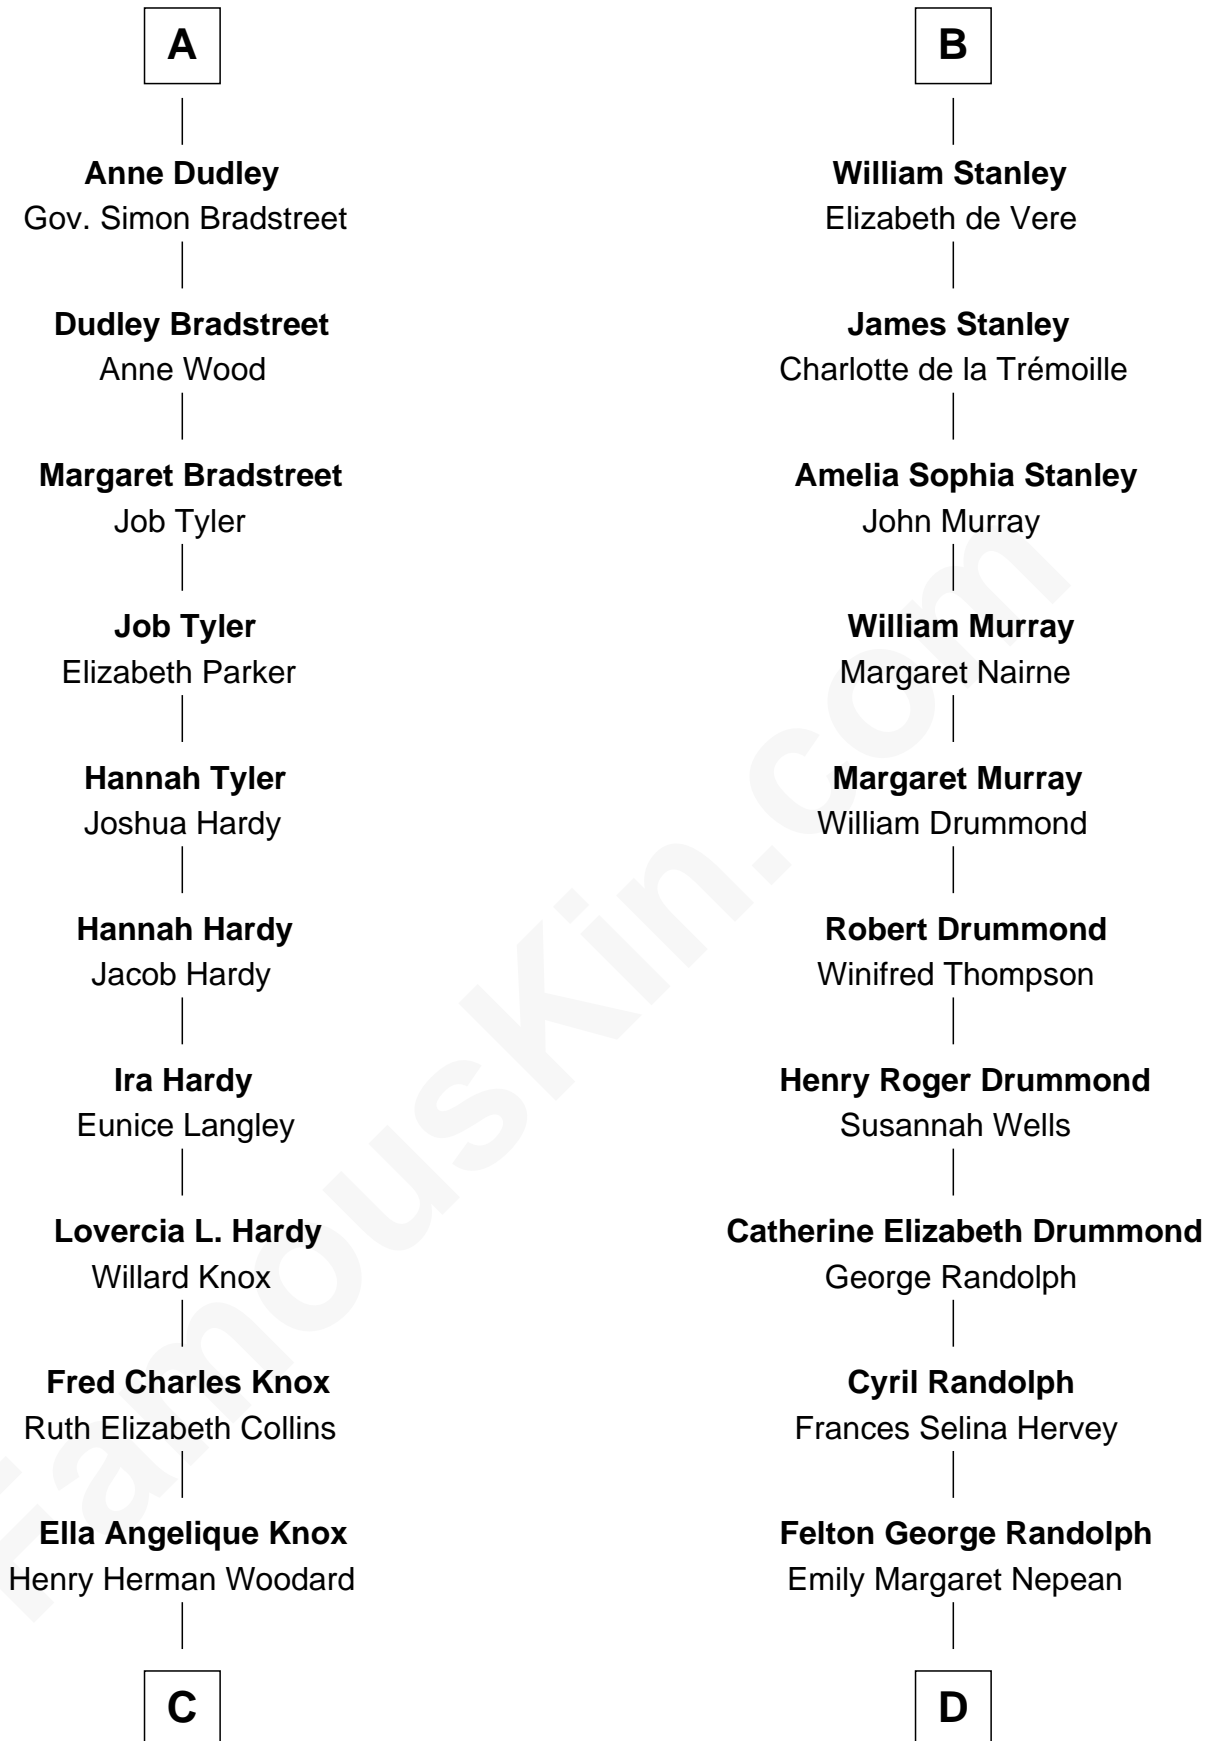 A
Anne Dudley
Gov. Simon Bradstreet
Dudley Bradstreet
Anne Wood
Margaret Bradstreet
Job Tyler
Job Tyler
Elizabeth Parker
Hannah Tyler
Joshua Hardy
Hannah Hardy
Jacob Hardy
Ira Hardy
Eunice Langley
Lovercia L. Hardy
Willard Knox
Fred Charles Knox
Ruth Elizabeth Collins
Ella Angelique Knox
Henry Herman Woodard
C
B
William Stanley
Elizabeth de Vere
James Stanley
Charlotte de la Trémoille
Amelia Sophia Stanley
John Murray
William Murray
Margaret Nairne
Margaret Murray
William Drummond
Robert Drummond
Winifred Thompson
Henry Roger Drummond
Susannah Wells
Catherine Elizabeth Drummond
George Randolph
Cyril Randolph
Frances Selina Hervey
Felton George Randolph
Emily Margaret Nepean
D
FamousKin.com